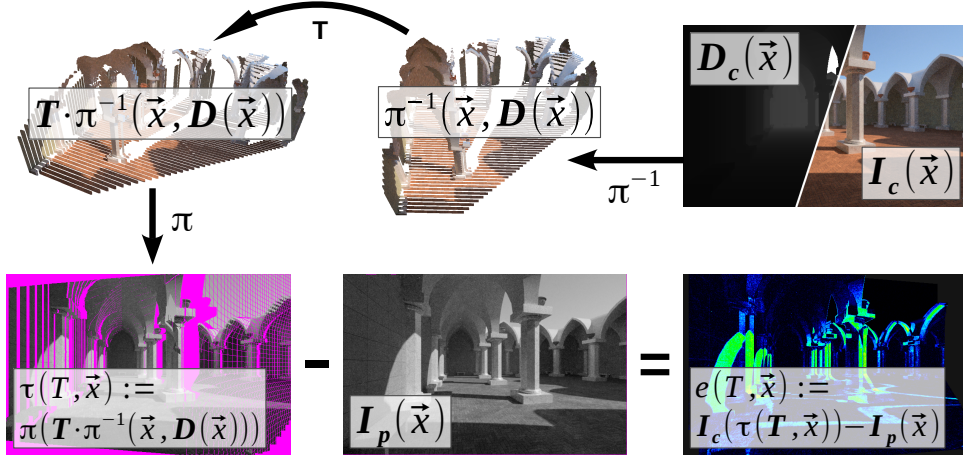 T
T·π⁻¹(x⃗, D(x⃗))
π⁻¹(x⃗, D(x⃗))
D_c(x⃗)
I_c(x⃗)
π⁻¹
π
τ(T, x⃗) :=
π(T·π⁻¹(x⃗, D(x⃗)))
−
I_p(x⃗)
=
e(T, x⃗) :=
I_c(τ(T, x⃗))−I_p(x⃗)